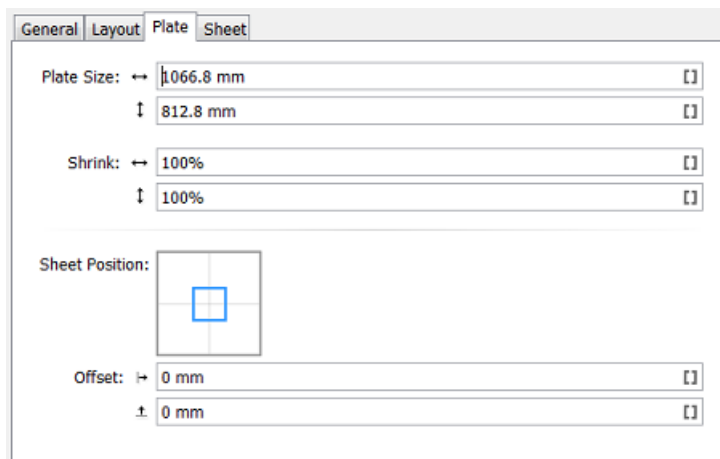 General Layout Plate Sheet
Plate Size: ↔ 1066.8 mm []
↕ 812.8 mm []
Shrink: ↔ 100% []
↕ 100% []
Sheet Position:
Offset: 0 mm []
0 mm []